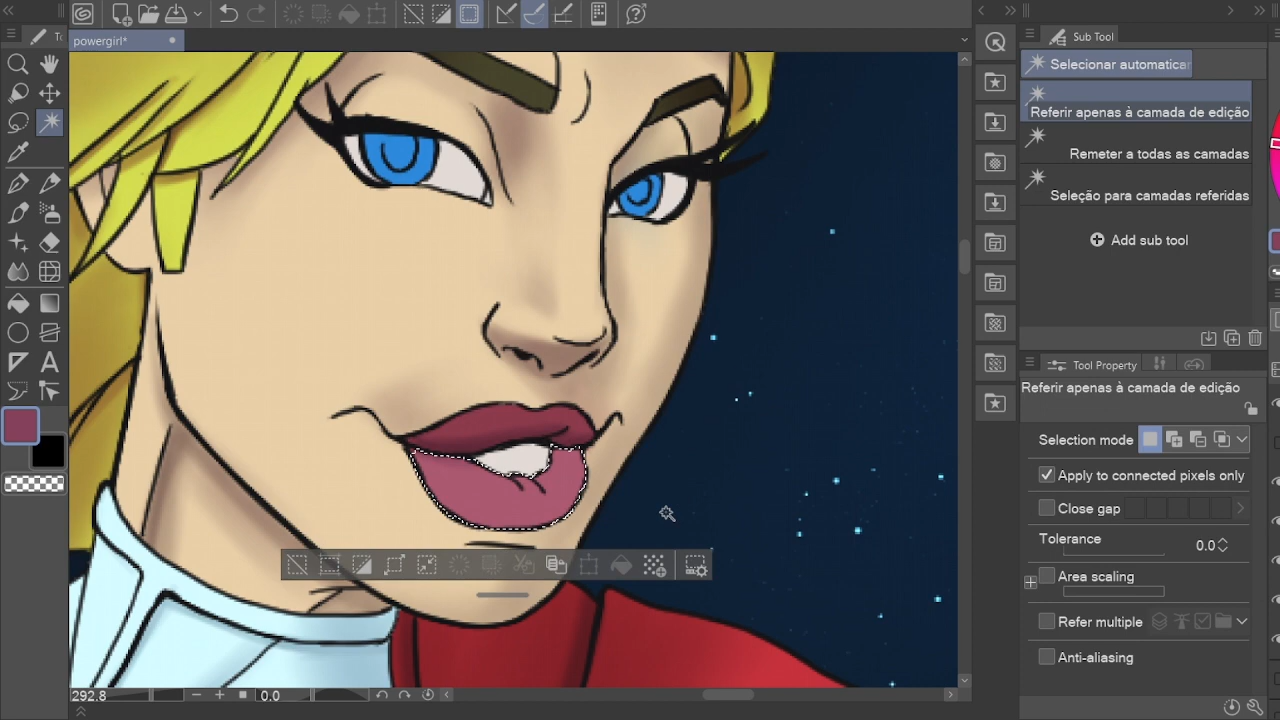 To
powergirl*
Sub Tool
Selecionar automatica
Referir apenas à camada de edição
Remeter a todas as camadas
Seleção para camadas referidas
Add sub tool
Tool Property
Referir apenas à camada de edição
Selection mode
Apply to connected pixels only
Close gap
Tolerance
0.0
Area scaling
Refer multiple
Anti-aliasing
292.8
0.0